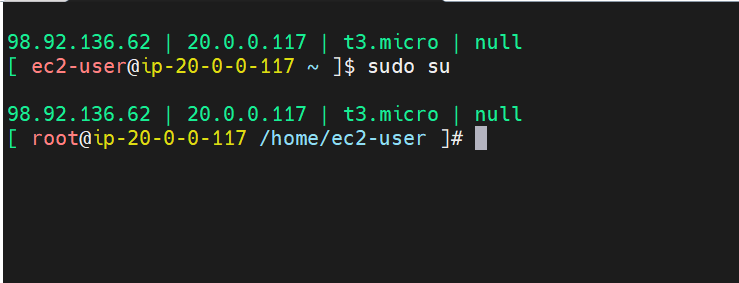 98.92.136.62 | 20.0.0.117 | t3.micro | null
[ ec2-user@ip-20-0-0-117 ~ ]$ sudo su
98.92.136.62 | 20.0.0.117 | t3.micro | null
[ root@ip-20-0-0-117 /home/ec2-user ]#